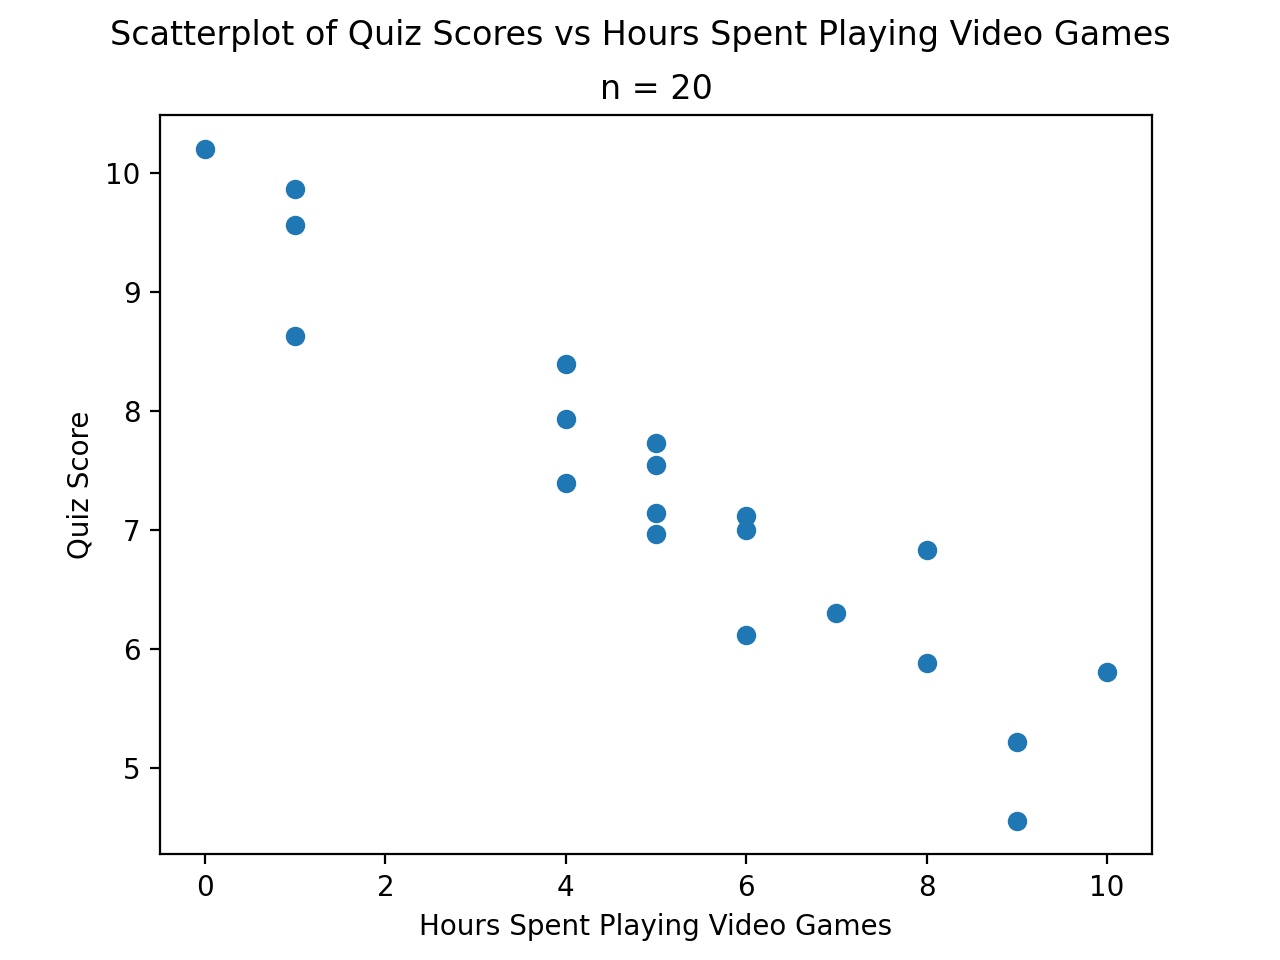 Scatterplot of Quiz Scores vs Hours Spent Playing Video Games
n = 20
10
9
8
7
6
5
Quiz Score
0 2 4 6 8 10
Hours Spent Playing Video Games